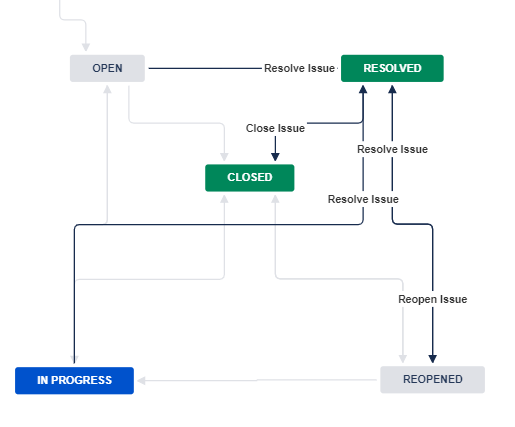 OPEN
Resolve Issue
RESOLVED
Close Issue
Resolve Issue
CLOSED
Resolve Issue
Reopen Issue
IN PROGRESS
REOPENED